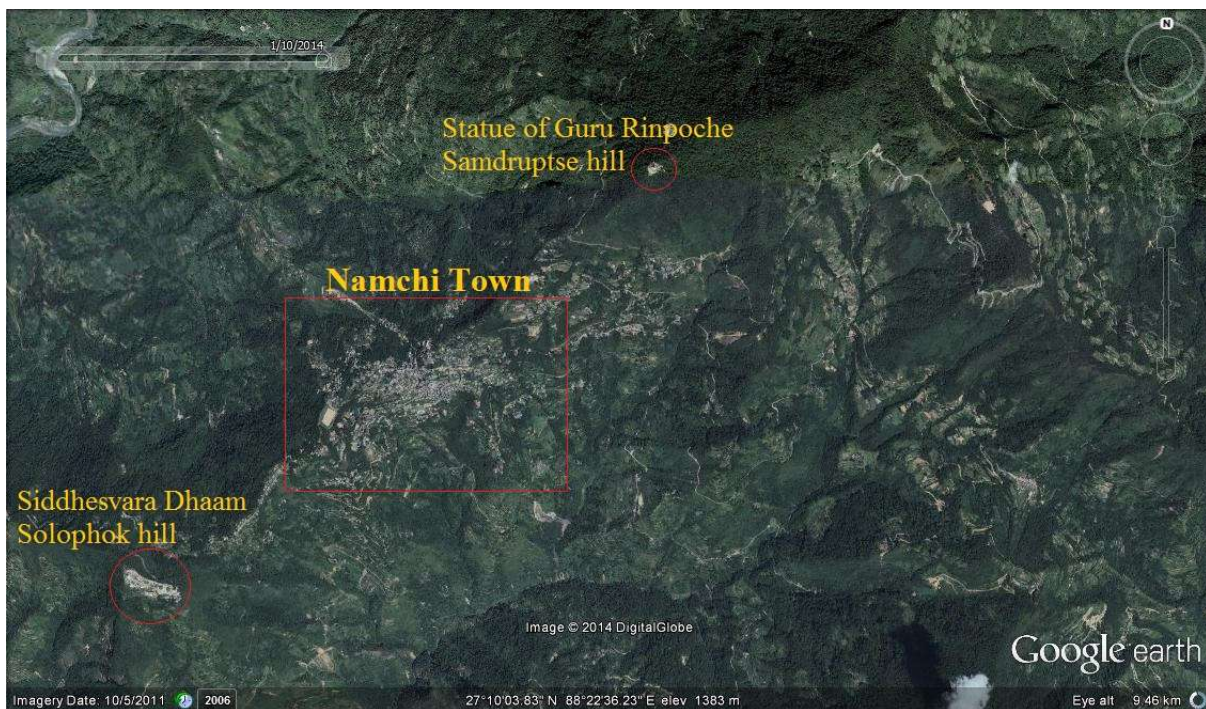 1/10/2014
N
Statue of Guru Rinpoche
Samdruptse hill
Namchi Town
Siddhesvara Dhaam
Solophok hill
Image © 2014 DigitalGlobe
Google earth
Imagery Date: 10/5/2011 2006 27°10'03.83" N 88°22'36.23" E elev 1383 m Eye alt 9.46 km